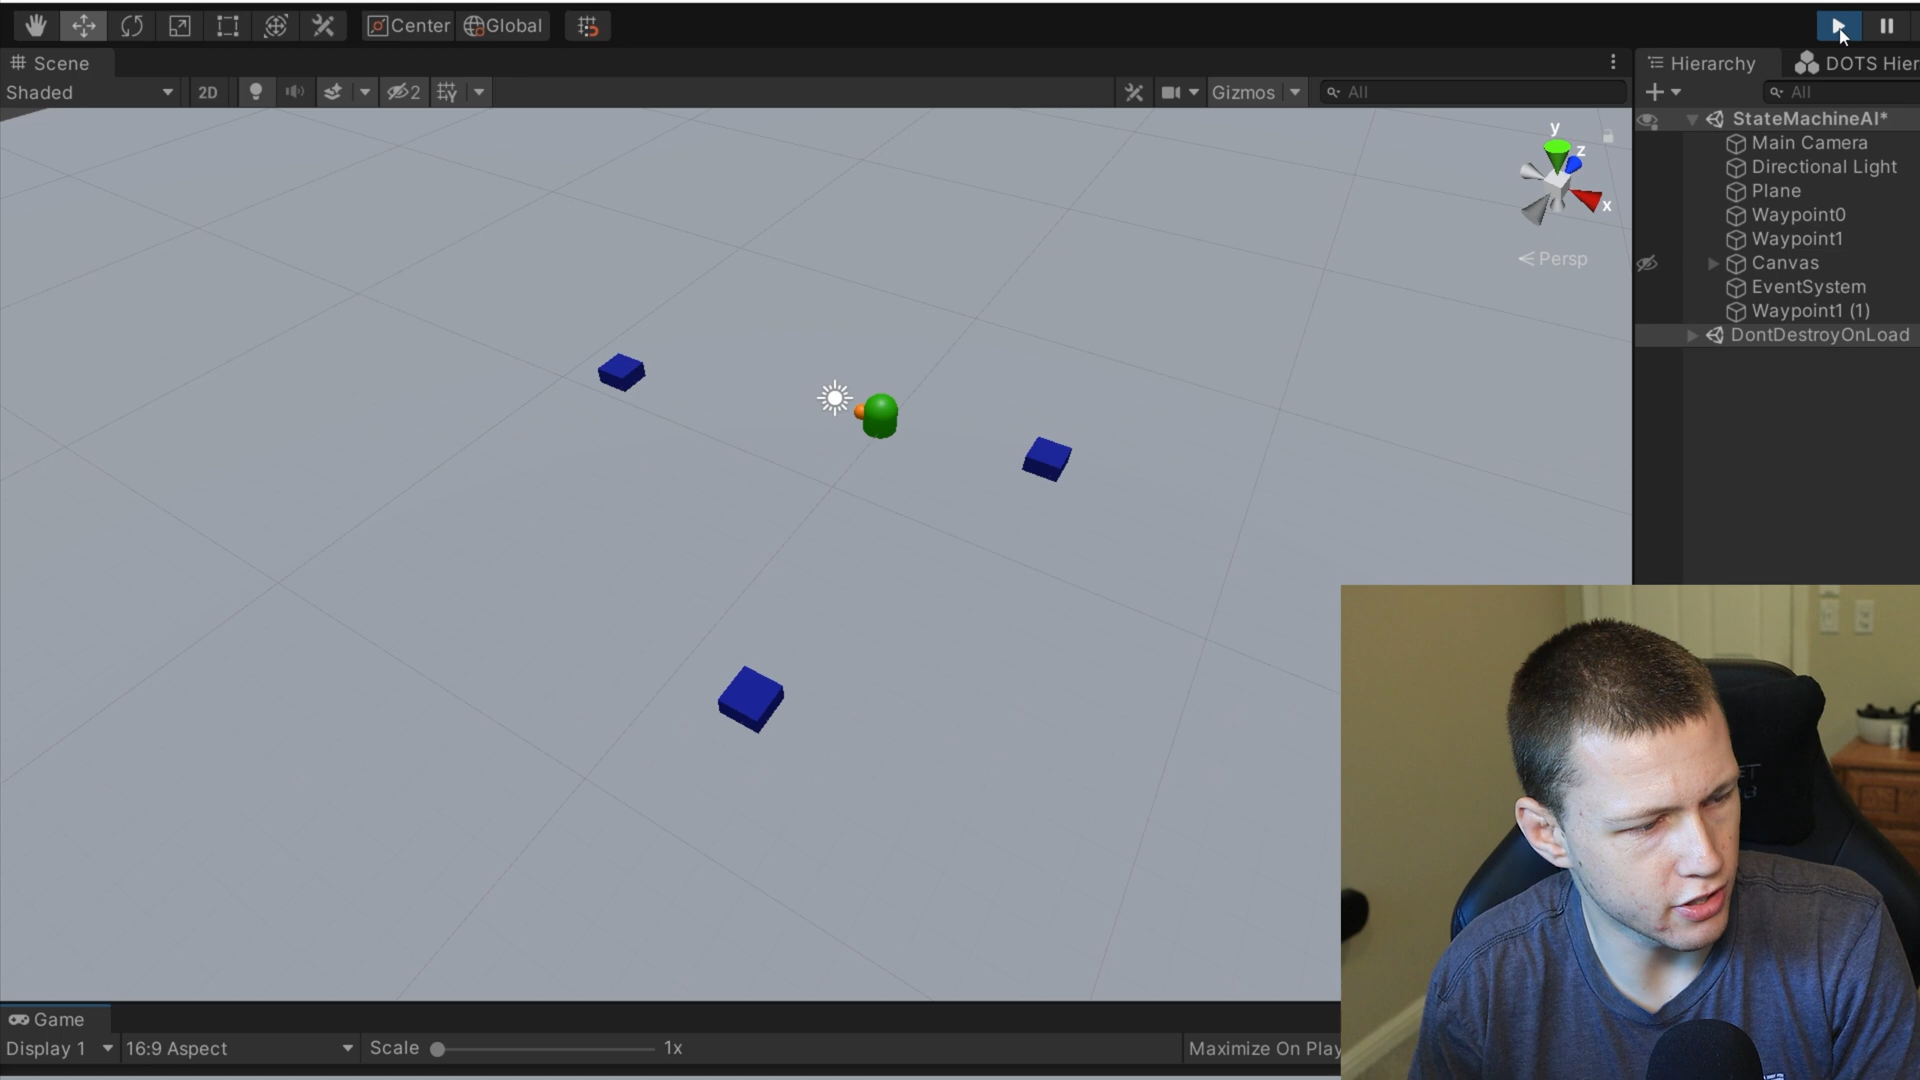 Center Global
Scene
Hierarchy DOTS Hier
Shaded 2D 2 Gizmos All
All
StateMachineAI*
Main Camera
Directional Light
Plane
Waypoint0
Waypoint1
Canvas
EventSystem
Waypoint1 (1)
DontDestroyOnLoad
y
z
x
Persp
Game
Display 1 16:9 Aspect Scale 1x Maximize On Play